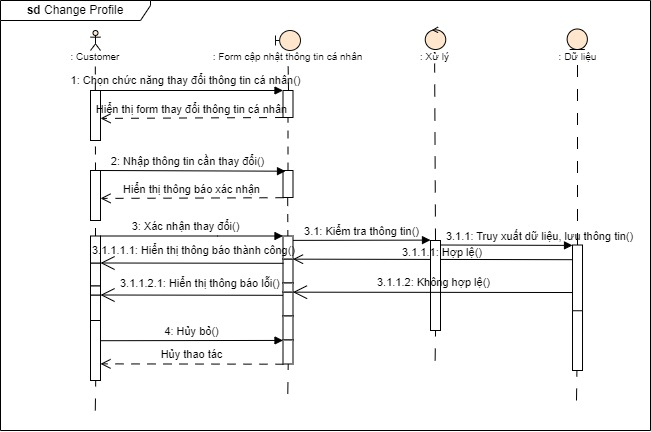 sd Change Profile
: Customer
: Form cập nhật thông tin cá nhân
: Xử lý
: Dữ liệu
1: Chọn chức năng thay đổi thông tin cá nhân()
Hiển thị form thay đổi thông tin cá nhân
2: Nhập thông tin cần thay đổi()
Hiển thị thông báo xác nhận
3: Xác nhận thay đổi()
3.1: Kiểm tra thông tin()
3.1.1: Truy xuất dữ liệu, lưu thông tin()
3.1.1.1.1: Hiển thị thông báo thành công()
3.1.1.1: Hợp lệ()
3.1.1.2.1: Hiển thị thông báo lỗi()
3.1.1.2: Không hợp lệ()
4: Hủy bỏ()
Hủy thao tác